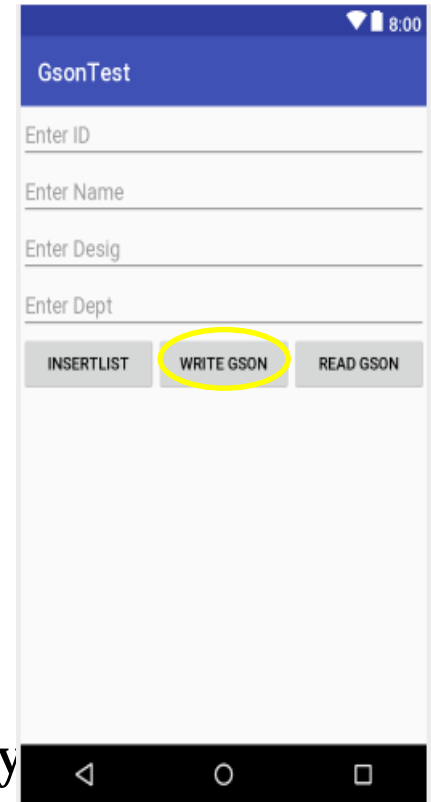 8:00
GsonTest
Enter ID
Enter Name
Enter Desig
Enter Dept
INSERTLIST WRITE GSON READ GSON
y